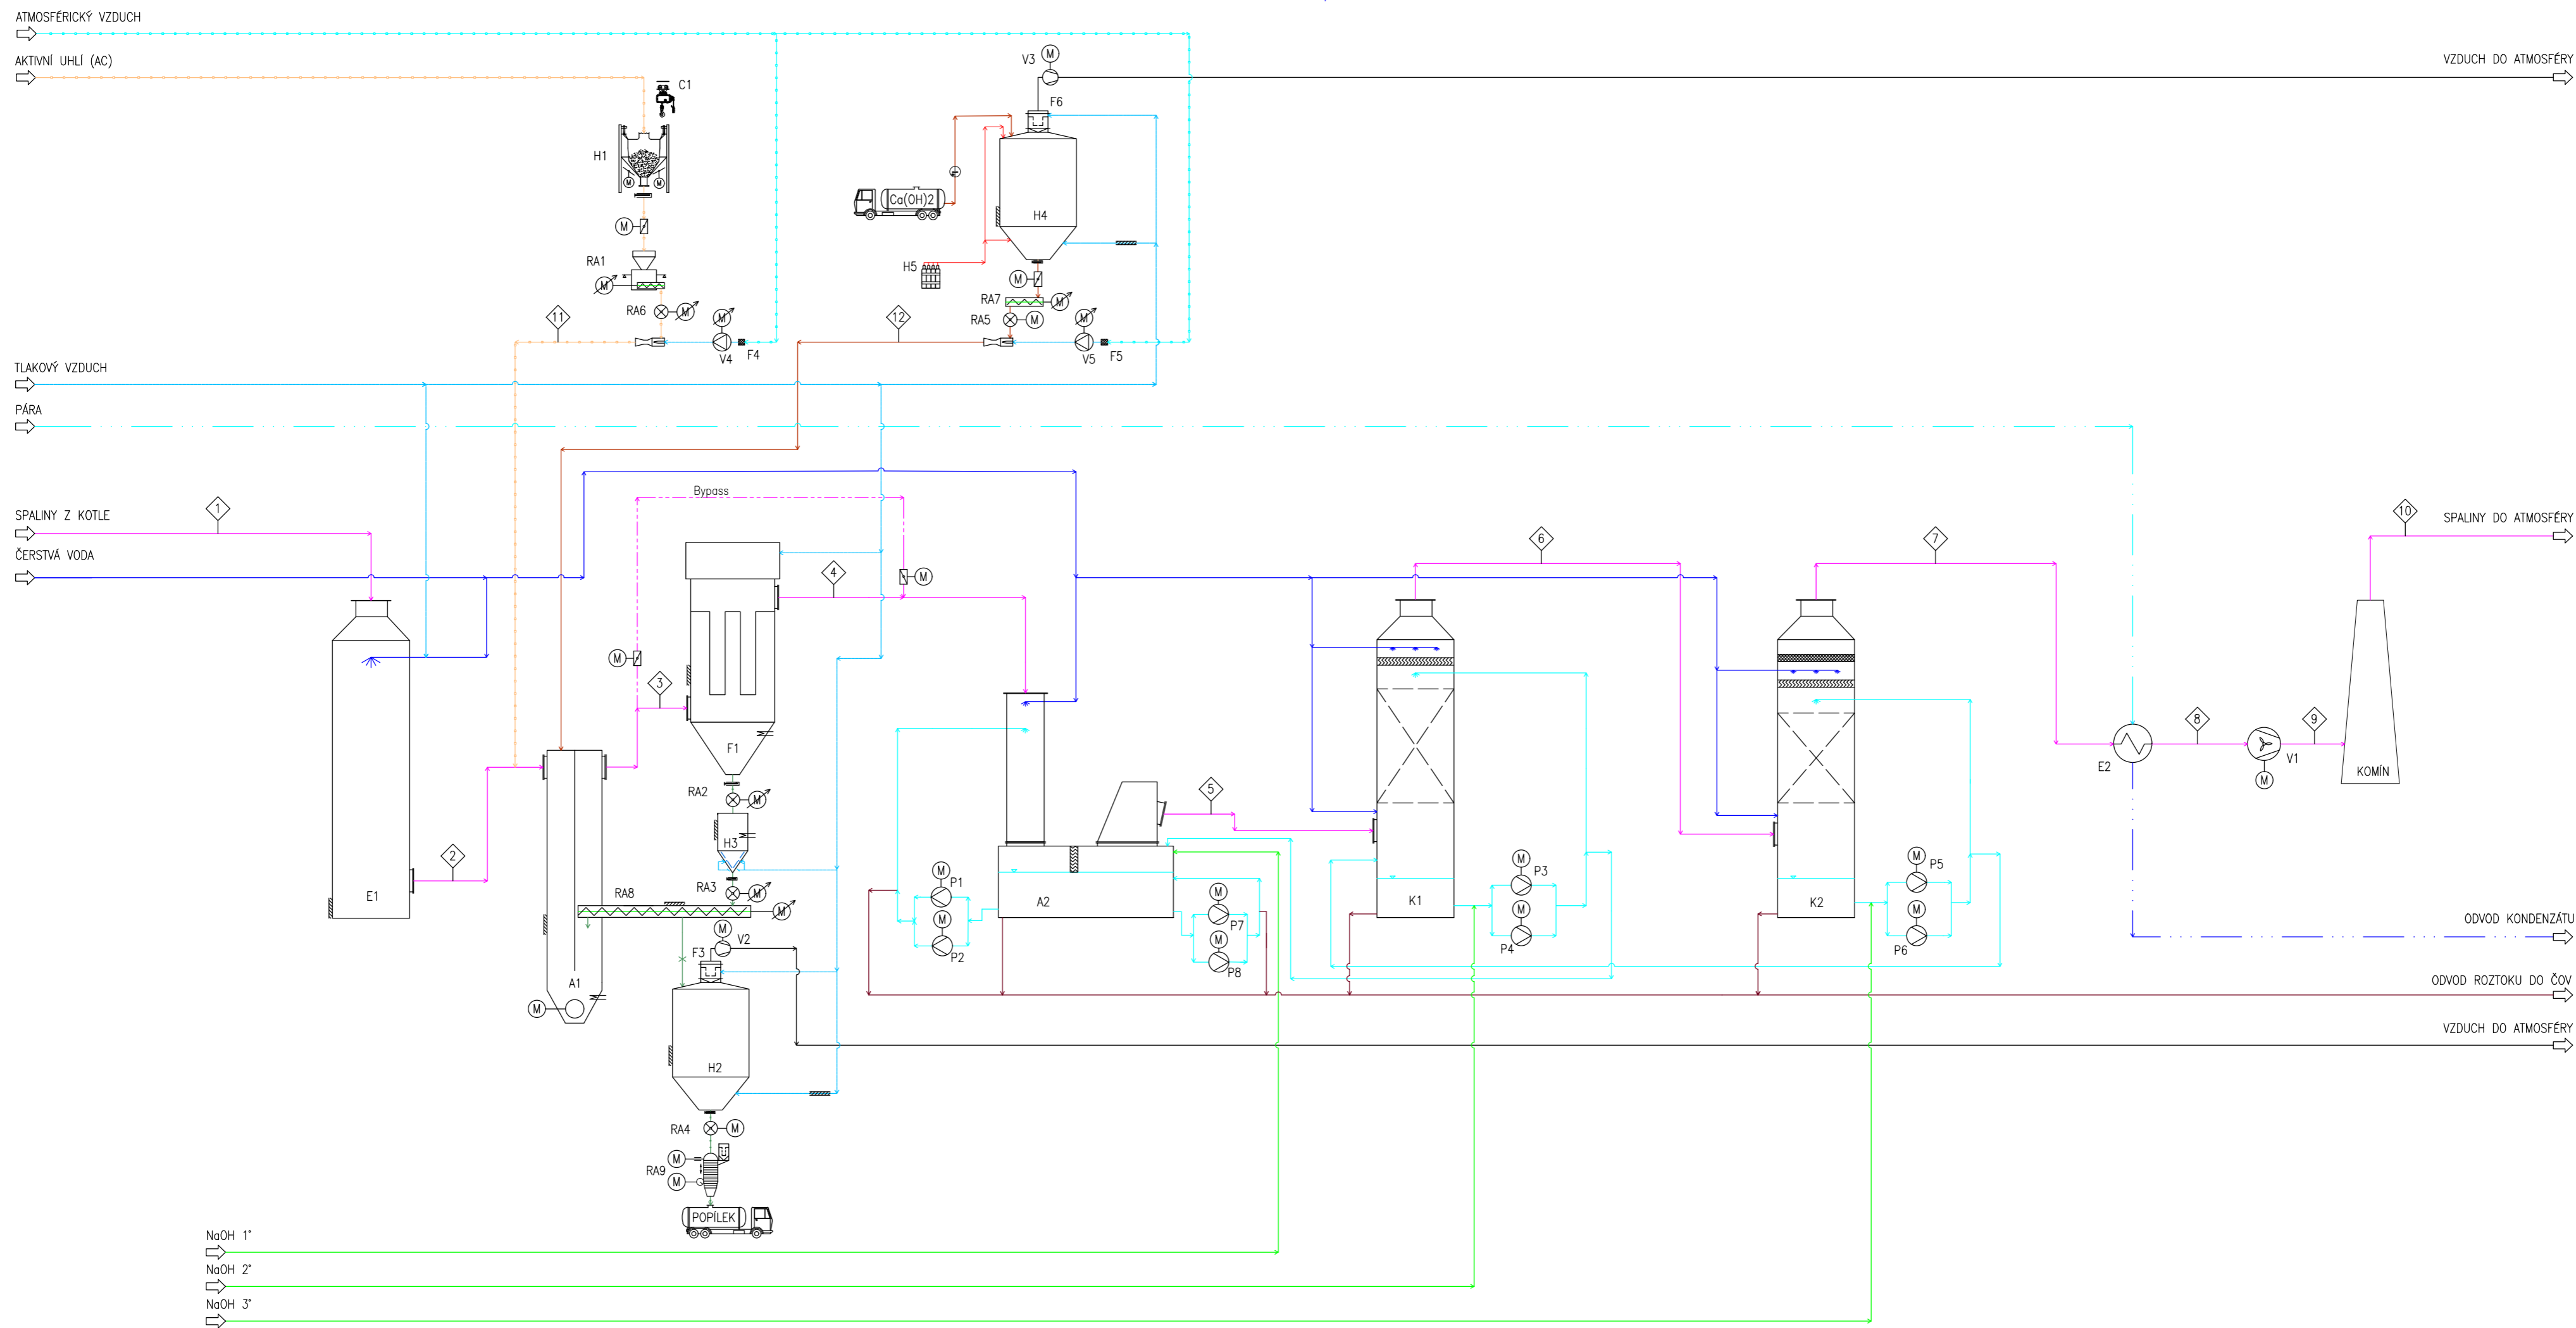 ATMOSFÉRICKÝ VZDUCH
AKTIVNÍ UHLÍ (AC)
C1
V3
M
F6
VZDUCH DO ATMOSFÉRY
H1
M
M
Ca(OH)2
H4
M
RA1
M
H5
M
RA7
M
RA6
M
M
RA5
M
M
11
12
V4
F4
V5
F5
TLAKOVÝ VZDUCH
PÁRA
Bypass
SPALINY Z KOTLE
1
6
7
10
SPALINY DO ATMOSFÉRY
ČERSTVÁ VODA
4
M
M
3
F1
8
9
E2
V1
M
KOMÍN
RA2
M
5
H3
2
E1
RA8
RA3
M
M
M
P1
M
P2
A2
M
P7
M
P8
K1
M
P3
M
P4
K2
M
P5
M
P6
ODVOD KONDENZÁTU
M
V2
F3
A1
M
ODVOD ROZTOKU DO ČOV
VZDUCH DO ATMOSFÉRY
H2
RA4
M
RA9
M
M
POPÍLEK
NaOH 1°
NaOH 2°
NaOH 3°